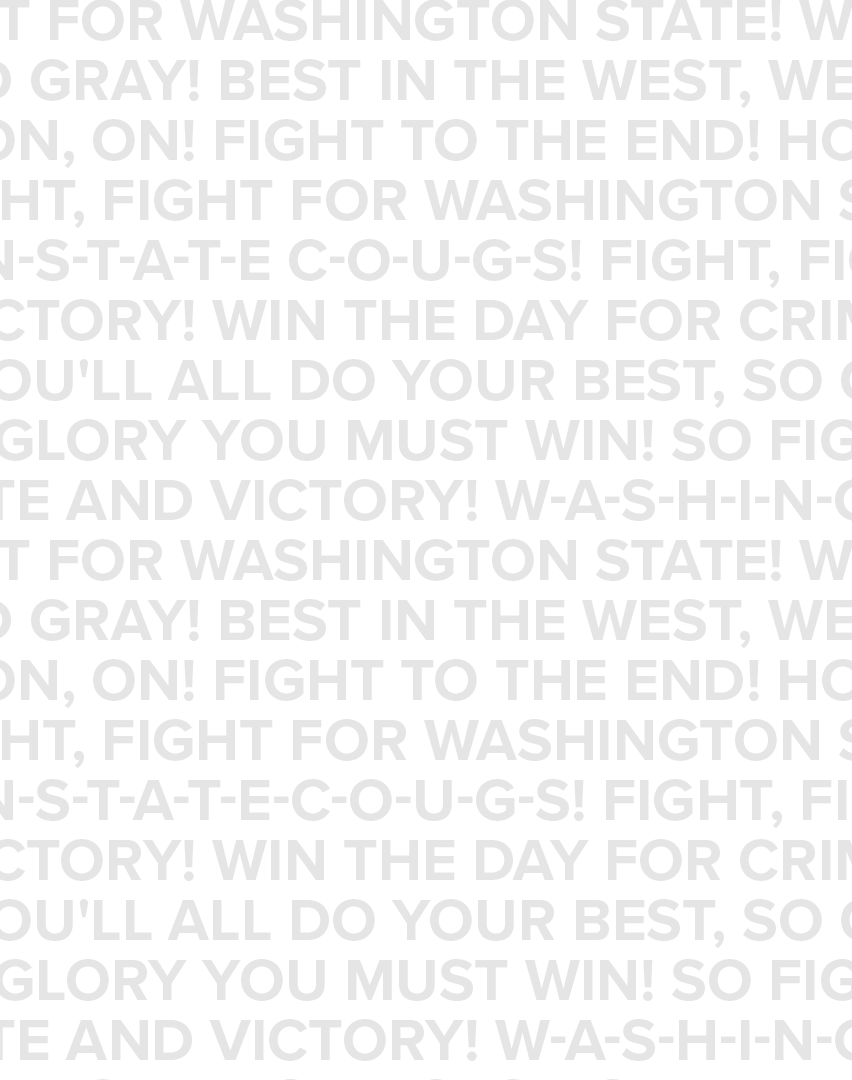 T FOR WASHINGTON STATE! W
GRAY! BEST IN THE WEST, WE
ON, ON! FIGHT TO THE END! HO
HT, FIGHT FOR WASHINGTON S
N-S-T-A-T-E C-O-U-G-S! FIGHT, FI
CTORY! WIN THE DAY FOR CRIM
OU'LL ALL DO YOUR BEST, SO
GLORY YOU MUST WIN! SO FIG
TE AND VICTORY! W-A-S-H-I-N-G
T FOR WASHINGTON STATE! W
GRAY! BEST IN THE WEST, WE
ON, ON! FIGHT TO THE END! HO
HT, FIGHT FOR WASHINGTON S
N-S-T-A-T-E-C-O-U-G-S! FIGHT, FI
CTORY! WIN THE DAY FOR CRIM
OU'LL ALL DO YOUR BEST, SO
GLORY YOU MUST WIN! SO FIG
TE AND VICTORY! W-A-S-H-I-N-G